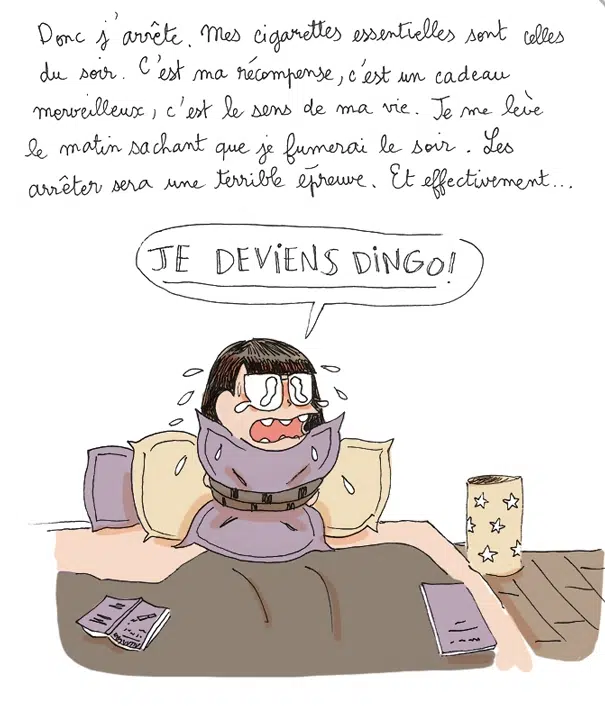 Donc j'arrête. Mes cigarettes essentielles sont celles
du soir. C'est ma récompense, c'est un cadeau
merveilleux, c'est le sens de ma vie. Je me lève
le matin sachant que je fumerai le soir. Les
arrêter sera une terrible épreuve. Et effectivement...
JE DEVIENS DINGO!